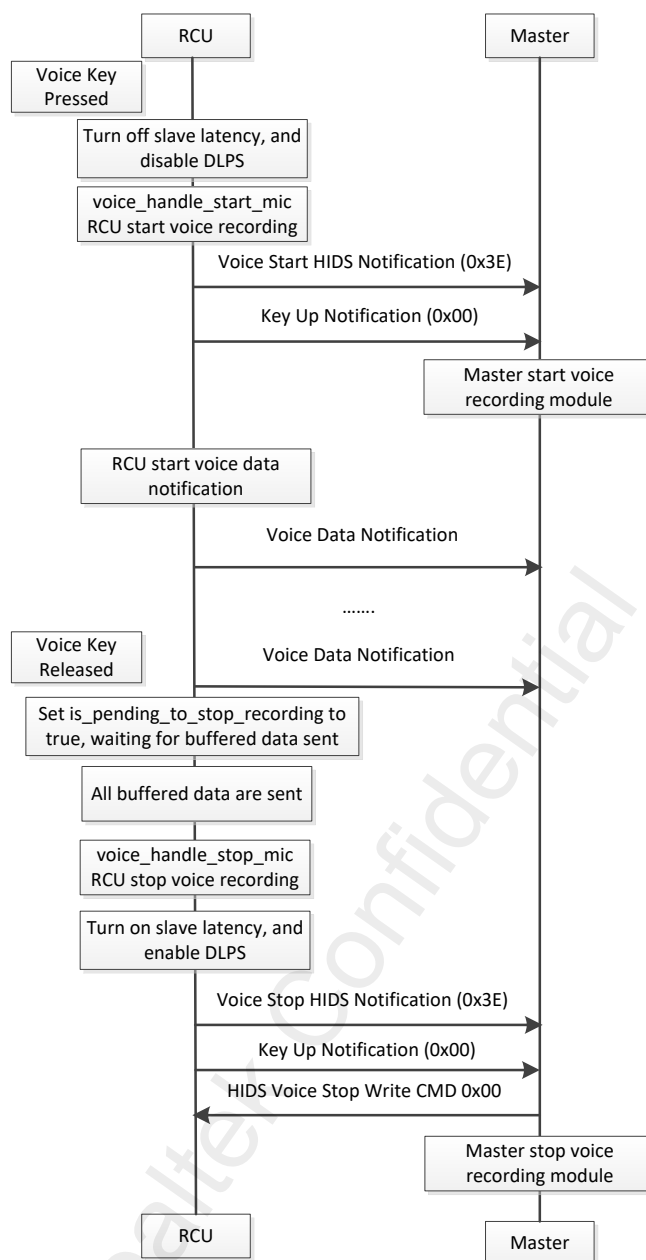 RCU
Master
Voice Key
Pressed
Turn off slave latency, and
disable DLPS
voice_handle_start_mic
RCU start voice recording
Voice Start HIDS Notification (0x3E)
Key Up Notification (0x00)
Master start voice
recording module
RCU start voice data
notification
Voice Data Notification
…….
Voice Key
Released
Voice Data Notification
Set is_pending_to_stop_recording to
true, waiting for buffered data sent
All buffered data are sent
voice_handle_stop_mic
RCU stop voice recording
Turn on slave latency, and
enable DLPS
Voice Stop HIDS Notification (0x3E)
Key Up Notification (0x00)
HIDS Voice Stop Write CMD 0x00
Master stop voice
recording module
RCU
Master
altek Confidential